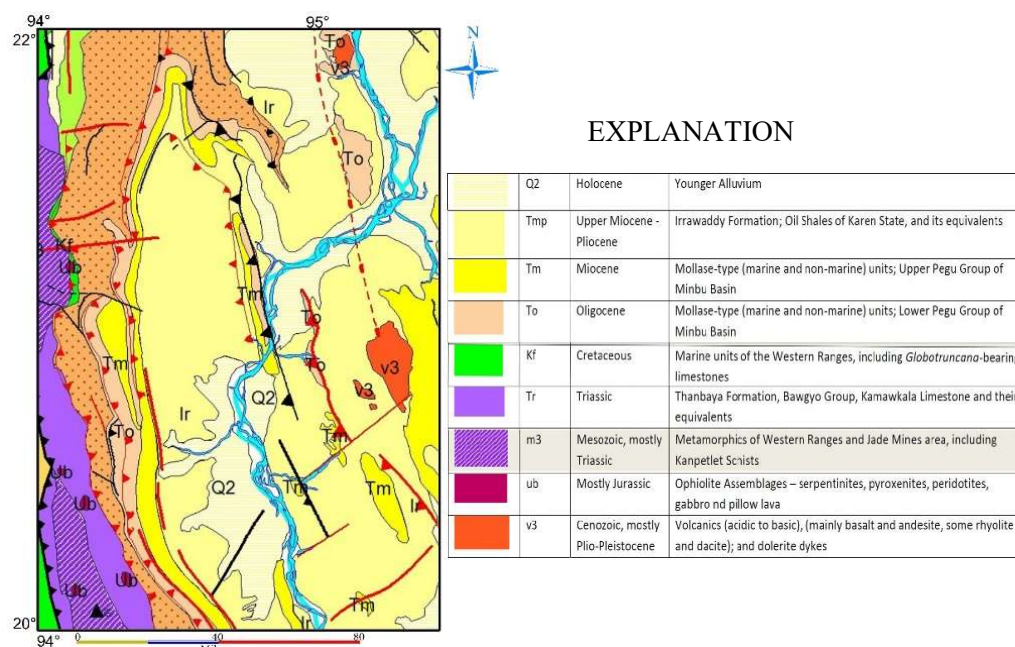 94°
95°
22°
N
To
v3
Ir
To
EXPLANATION
Q2 Holocene Younger Alluvium
Tmp Upper Miocene - Irrawaddy Formation; Oil Shales of Karen State, and its equivalents
Pliocene
Tm Miocene Mollase-type (marine and non-marine) units; Upper Pegu Group of
Minbu Basin
To Oligocene Mollase-type (marine and non-marine) units; Lower Pegu Group of
Minbu Basin
Kf Cretaceous Marine units of the Western Ranges, including Globotruncana-bearing
limestones
Tr Triassic Thanbaya Formation, Bawgyo Group, Kamawkala Limestone and their
equivalents
m3 Mesozoic, mostly Metamorphics of Western Ranges and Jade Mines area, including
Triassic Kanpetlet Schists
ub Mostly Jurassic Ophiolite Assemblages – serpentinites, pyroxenites, peridotites,
gabbro nd pillow lava
v3 Cenozoic, mostly Volcanics (acidic to basic), (mainly basalt and andesite, some rhyolite
Plio-Pleistocene and dacite); and dolerite dykes
Kf
Ub
Tm
To
Tm
To
v3
v3
Q2
Ir
To
Tm
Ub
Q2
Tm
Tm
Ir
Ub
Ub
Ub
Tm
Ir
20°
94°
0
40
80